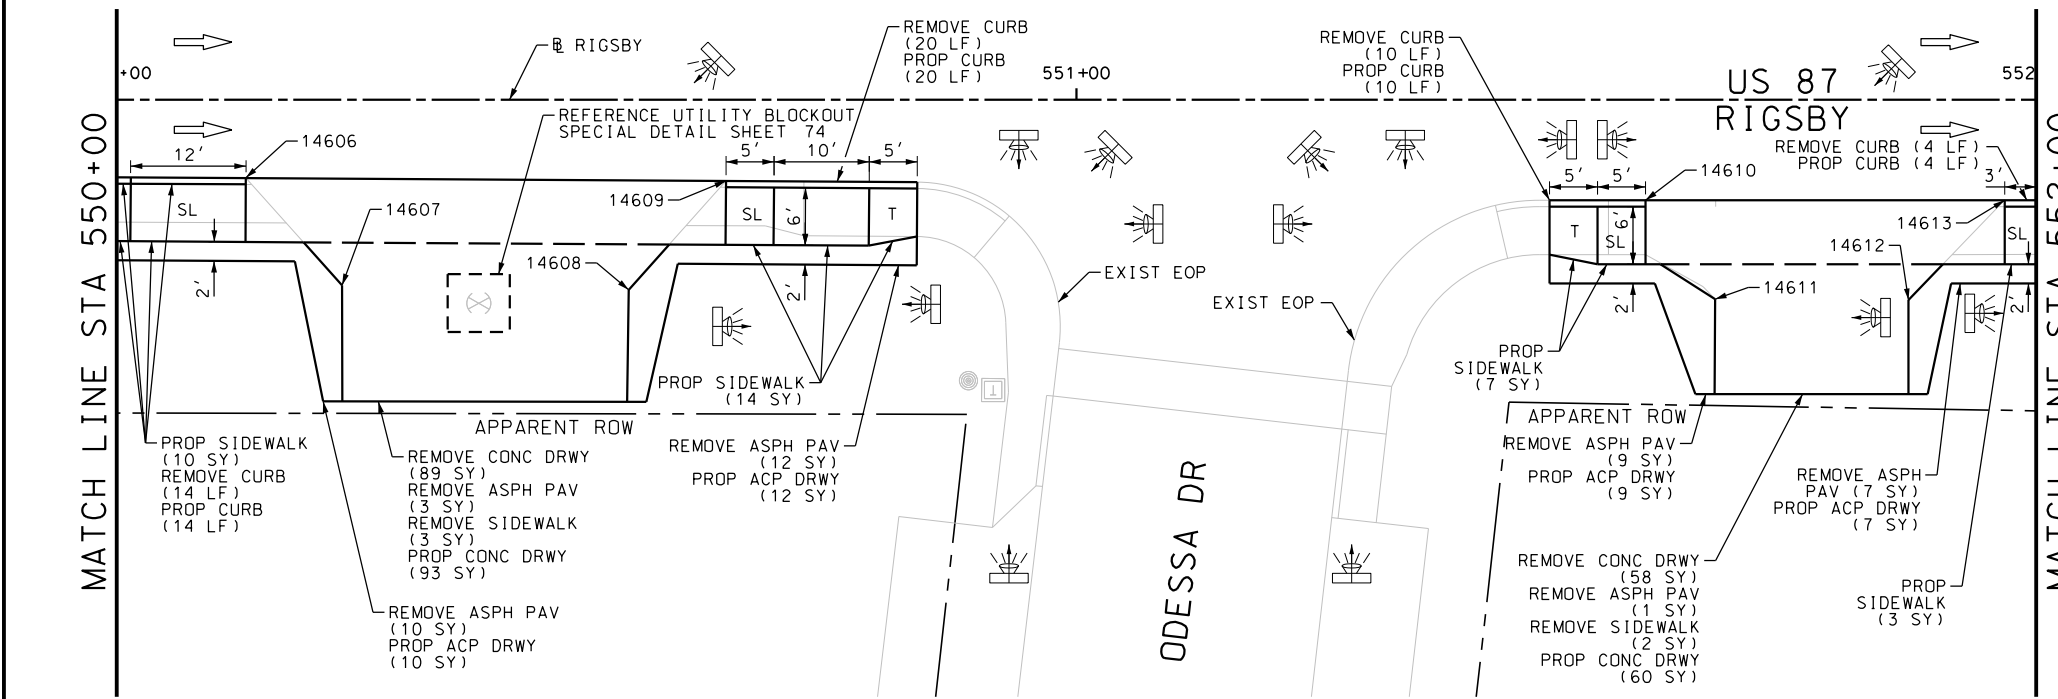 MATCH LINE STA 550+00
+00
℄ RIGSBY
REMOVE CURB
(20 LF)
PROP CURB
(20 LF)
551+00
REMOVE CURB
(10 LF)
PROP CURB
(10 LF)
US 87
RIGSBY
552
REFERENCE UTILITY BLOCKOUT
SPECIAL DETAIL SHEET 74
12'
14606
5'
10'
5'
5'
5'
14610
REMOVE CURB (4 LF)
PROP CURB (4 LF)
3'
SL
14607
14609
SL
6'
T
T
SL
6'
14613
SL
14612
2'
14608
2'
EXIST EOP
EXIST EOP
2'
14611
2'
PROP SIDEWALK
(14 SY)
PROP
SIDEWALK
(7 SY)
APPARENT ROW
APPARENT ROW
PROP SIDEWALK
(10 SY)
REMOVE CURB
(14 LF)
PROP CURB
(14 LF)
REMOVE CONC DRWY
(89 SY)
REMOVE ASPH PAV
(3 SY)
REMOVE SIDEWALK
(3 SY)
PROP CONC DRWY
(93 SY)
REMOVE ASPH PAV
(12 SY)
PROP ACP DRWY
(12 SY)
REMOVE ASPH PAV
(9 SY)
PROP ACP DRWY
(9 SY)
REMOVE ASPH
PAV (7 SY)
PROP ACP DRWY
(7 SY)
REMOVE ASPH PAV
(10 SY)
PROP ACP DRWY
(10 SY)
ODESSA DR
REMOVE CONC DRWY
(58 SY)
REMOVE ASPH PAV
(1 SY)
REMOVE SIDEWALK
(2 SY)
PROP CONC DRWY
(60 SY)
PROP
SIDEWALK
(3 SY)
MATCH LINE STA 552+00